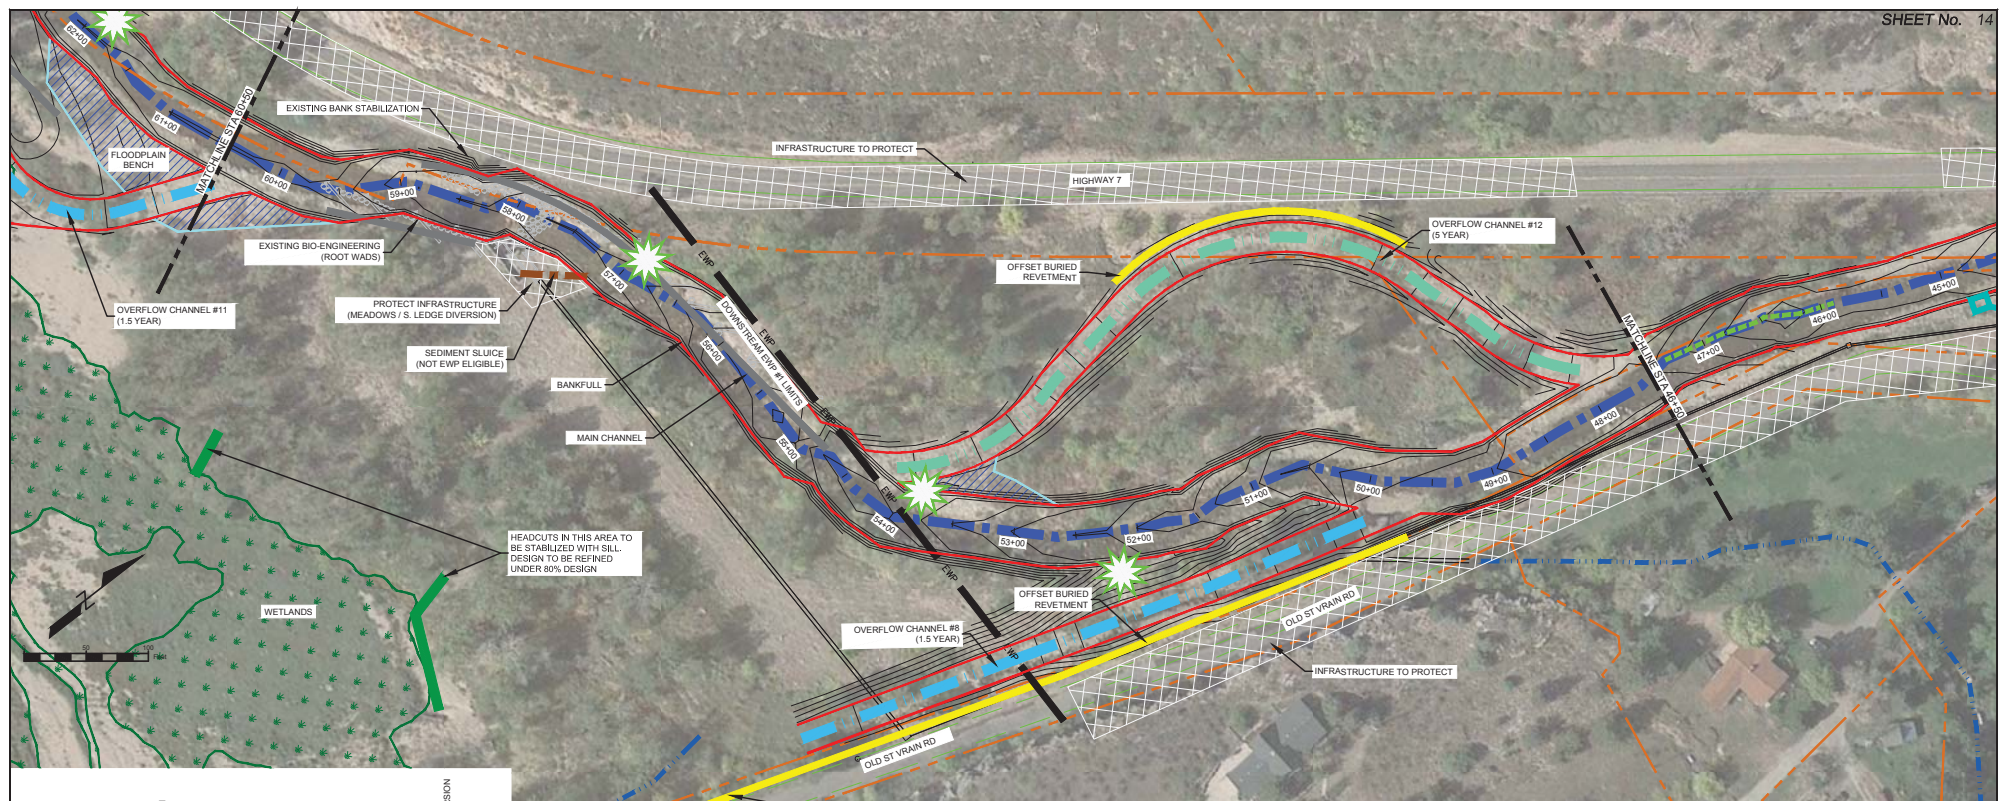 SHEET No. 14
62+00
61+00
MATCHLINE STA 60+50
EXISTING BANK STABILIZATION
FLOODPLAIN
BENCH
60+00
59+00
58+00
57+00
INFRASTRUCTURE TO PROTECT
HIGHWAY 7
OVERFLOW CHANNEL #12
(5 YEAR)
EXISTING BIO-ENGINEERING
(ROOT WADS)
OFFSET BURIED
REVETMENT
EWP
OVERFLOW CHANNEL #11
(1.5 YEAR)
PROTECT INFRASTRUCTURE
(MEADOWS / S. LEDGE DIVERSION)
SEDIMENT SLUICE
(NOT EWP ELIGIBLE)
BANKFULL
MAIN CHANNEL
DOWNSTREAM EWP #1 LIMITS
EWP
EWP
56+00
55+00
EWP
54+00
53+00
52+00
51+00
50+00
49+00
48+00
MATCHLINE STA 46+50
47+00
46+00
45+00
HEADCUTS IN THIS AREA TO
BE STABILIZED WITH SILL.
DESIGN TO BE REFINED
UNDER 80% DESIGN
WETLANDS
EWP
OFFSET BURIED
REVETMENT
OLD ST VRAIN RD
OVERFLOW CHANNEL #8
(1.5 YEAR)
EWP
INFRASTRUCTURE TO PROTECT
OLD ST VRAIN RD
Z
50
100
Feet